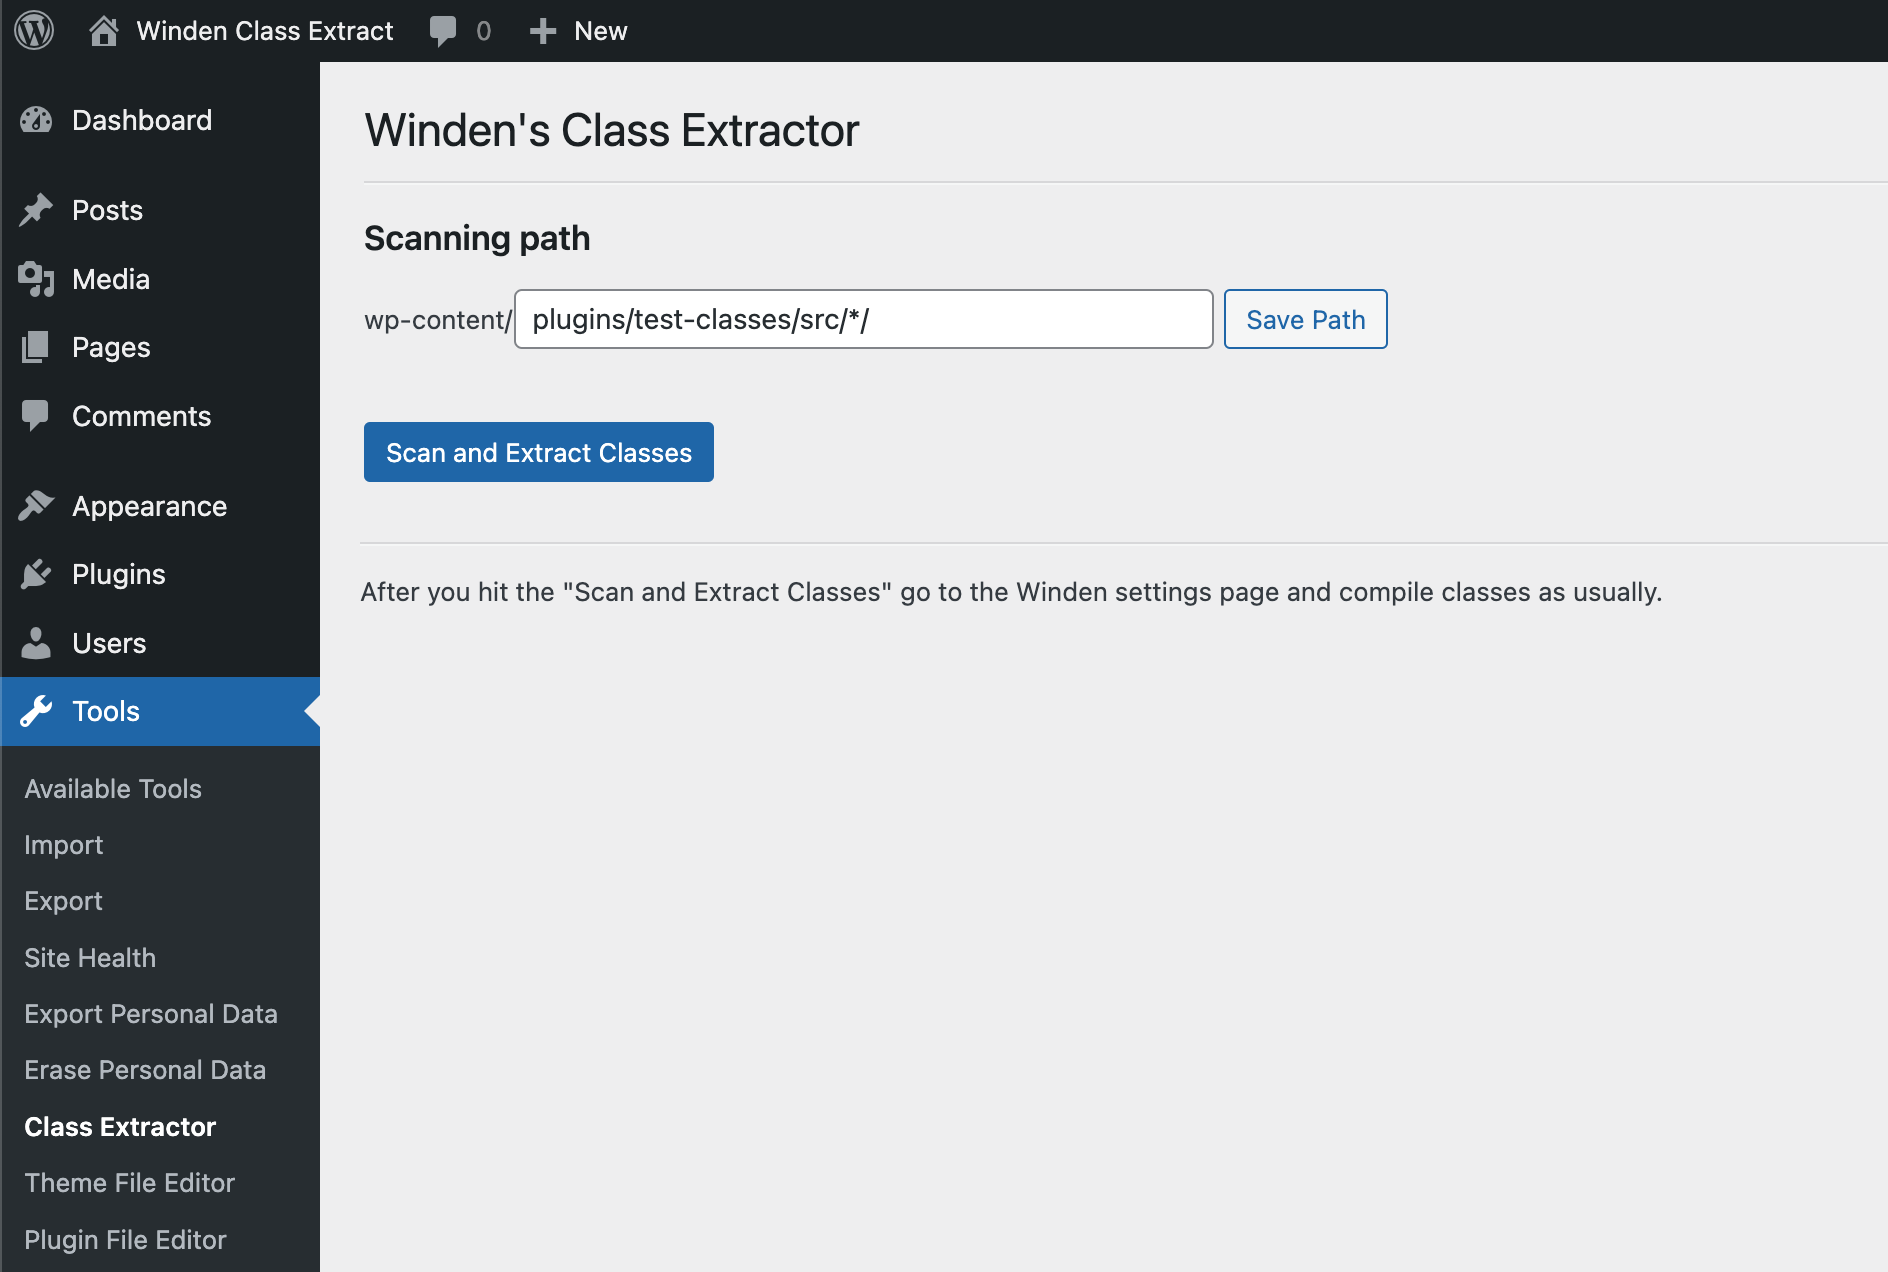 Winden Class Extract 0 New
Dashboard
Posts
Media
Pages
Comments
Appearance
Plugins
Users
Tools
Available Tools
Import
Export
Site Health
Export Personal Data
Erase Personal Data
Class Extractor
Theme File Editor
Plugin File Editor
Winden's Class Extractor
Scanning path
wp-content/ plugins/test-classes/src/*/ Save Path
Scan and Extract Classes
After you hit the "Scan and Extract Classes" go to the Winden settings page and compile classes as usually.